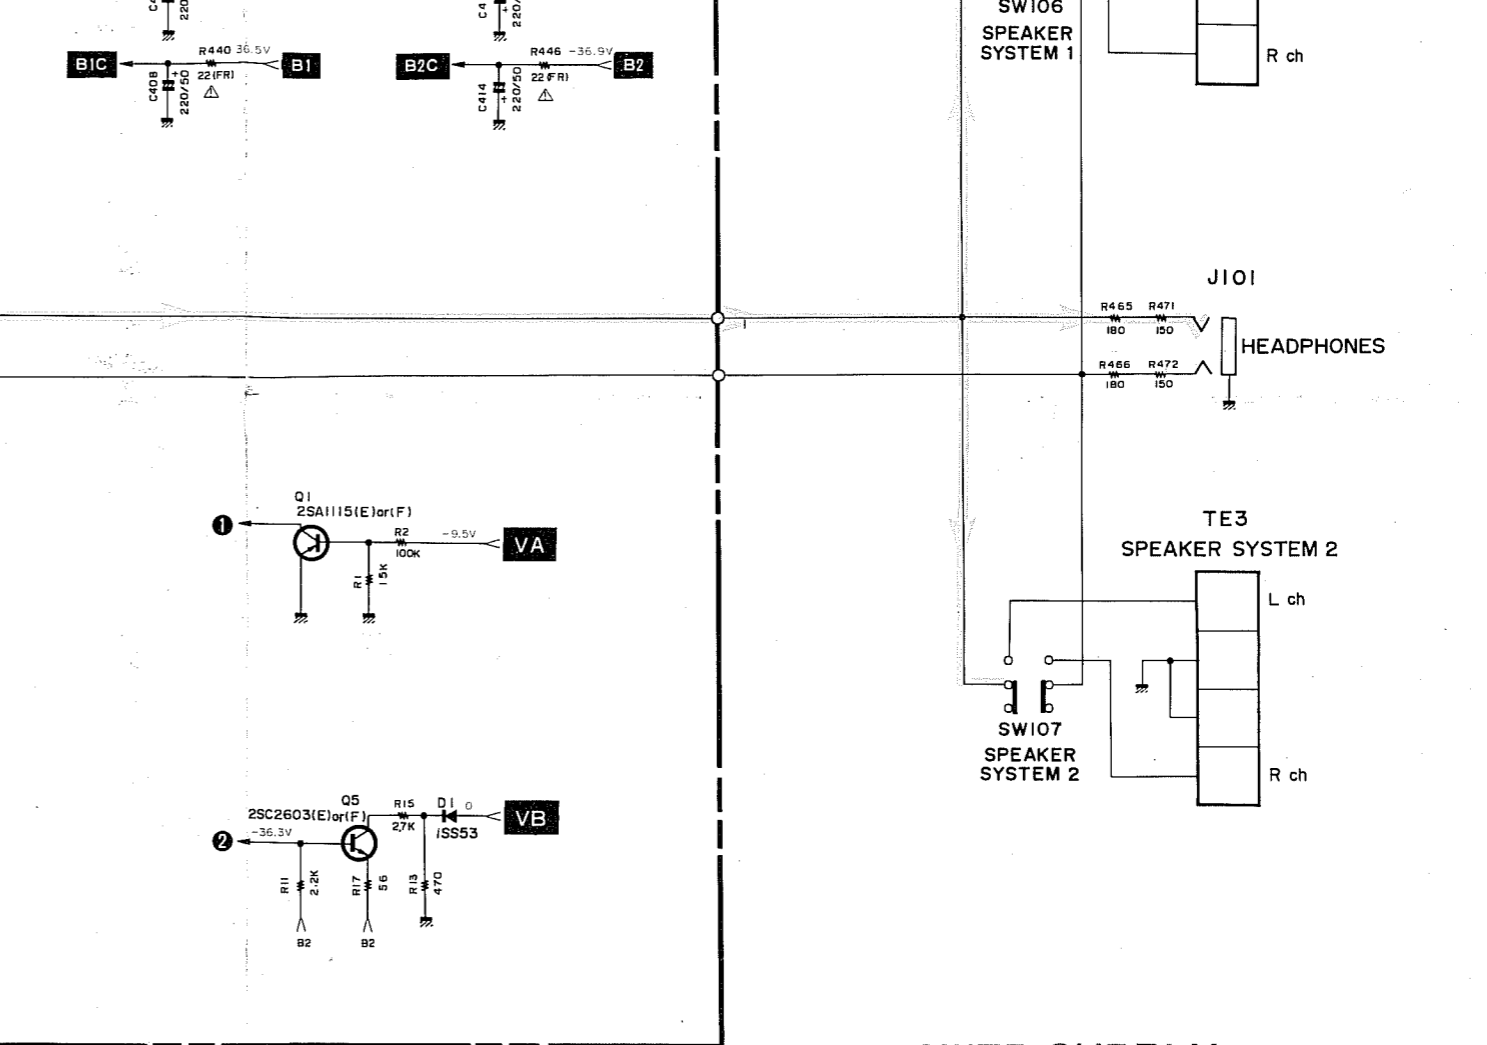 SW106
SPEAKER
SYSTEM 1
R ch
B1C
R440 36.5V
B1
22(FR)
C408
220/50
B2C
R446 -36.9V
B2
22(FR)
C414
220/50
J101
R465 R471
180 150
HEADPHONES
R466 R472
180 150
Q1
2SA1115(E)or(F)
1
R2
100K
-9.5V
VA
R1
15K
TE3
SPEAKER SYSTEM 2
L ch
SW107
SPEAKER
SYSTEM 2
R ch
Q5
2SC2603(E)or(F)
-36.3V
2
R15
2.7K
D1 0
1SS53
VB
R11
2.2K
R17
56
R13
470
B2
B2